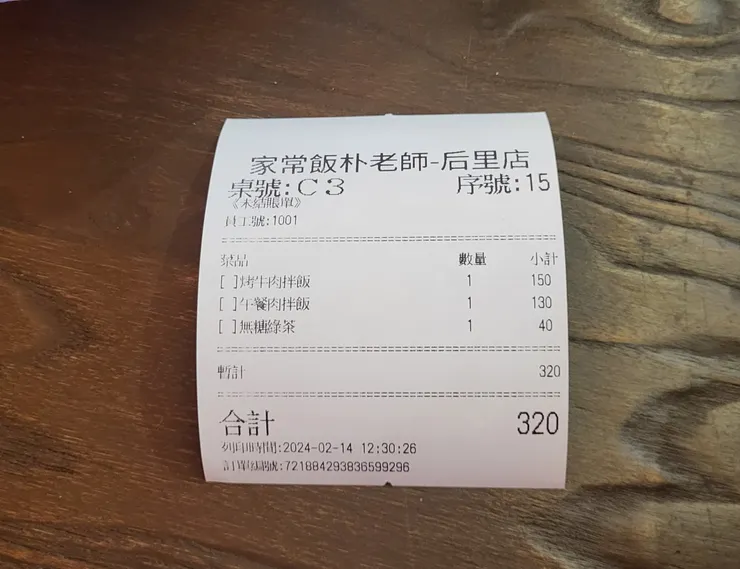 家常飯朴老師-后里店
桌號:C3 序號:15
《未結賬單》
員工號:1001
菜品 數量 小計
[ ]烤牛肉拌飯 1 150
[ ]午餐肉拌飯 1 130
[ ]無糖綠茶 1 40
暫計 320
合計 320
列印時間:2024-02-14 12:30:26
訂單編號:721884293836599296